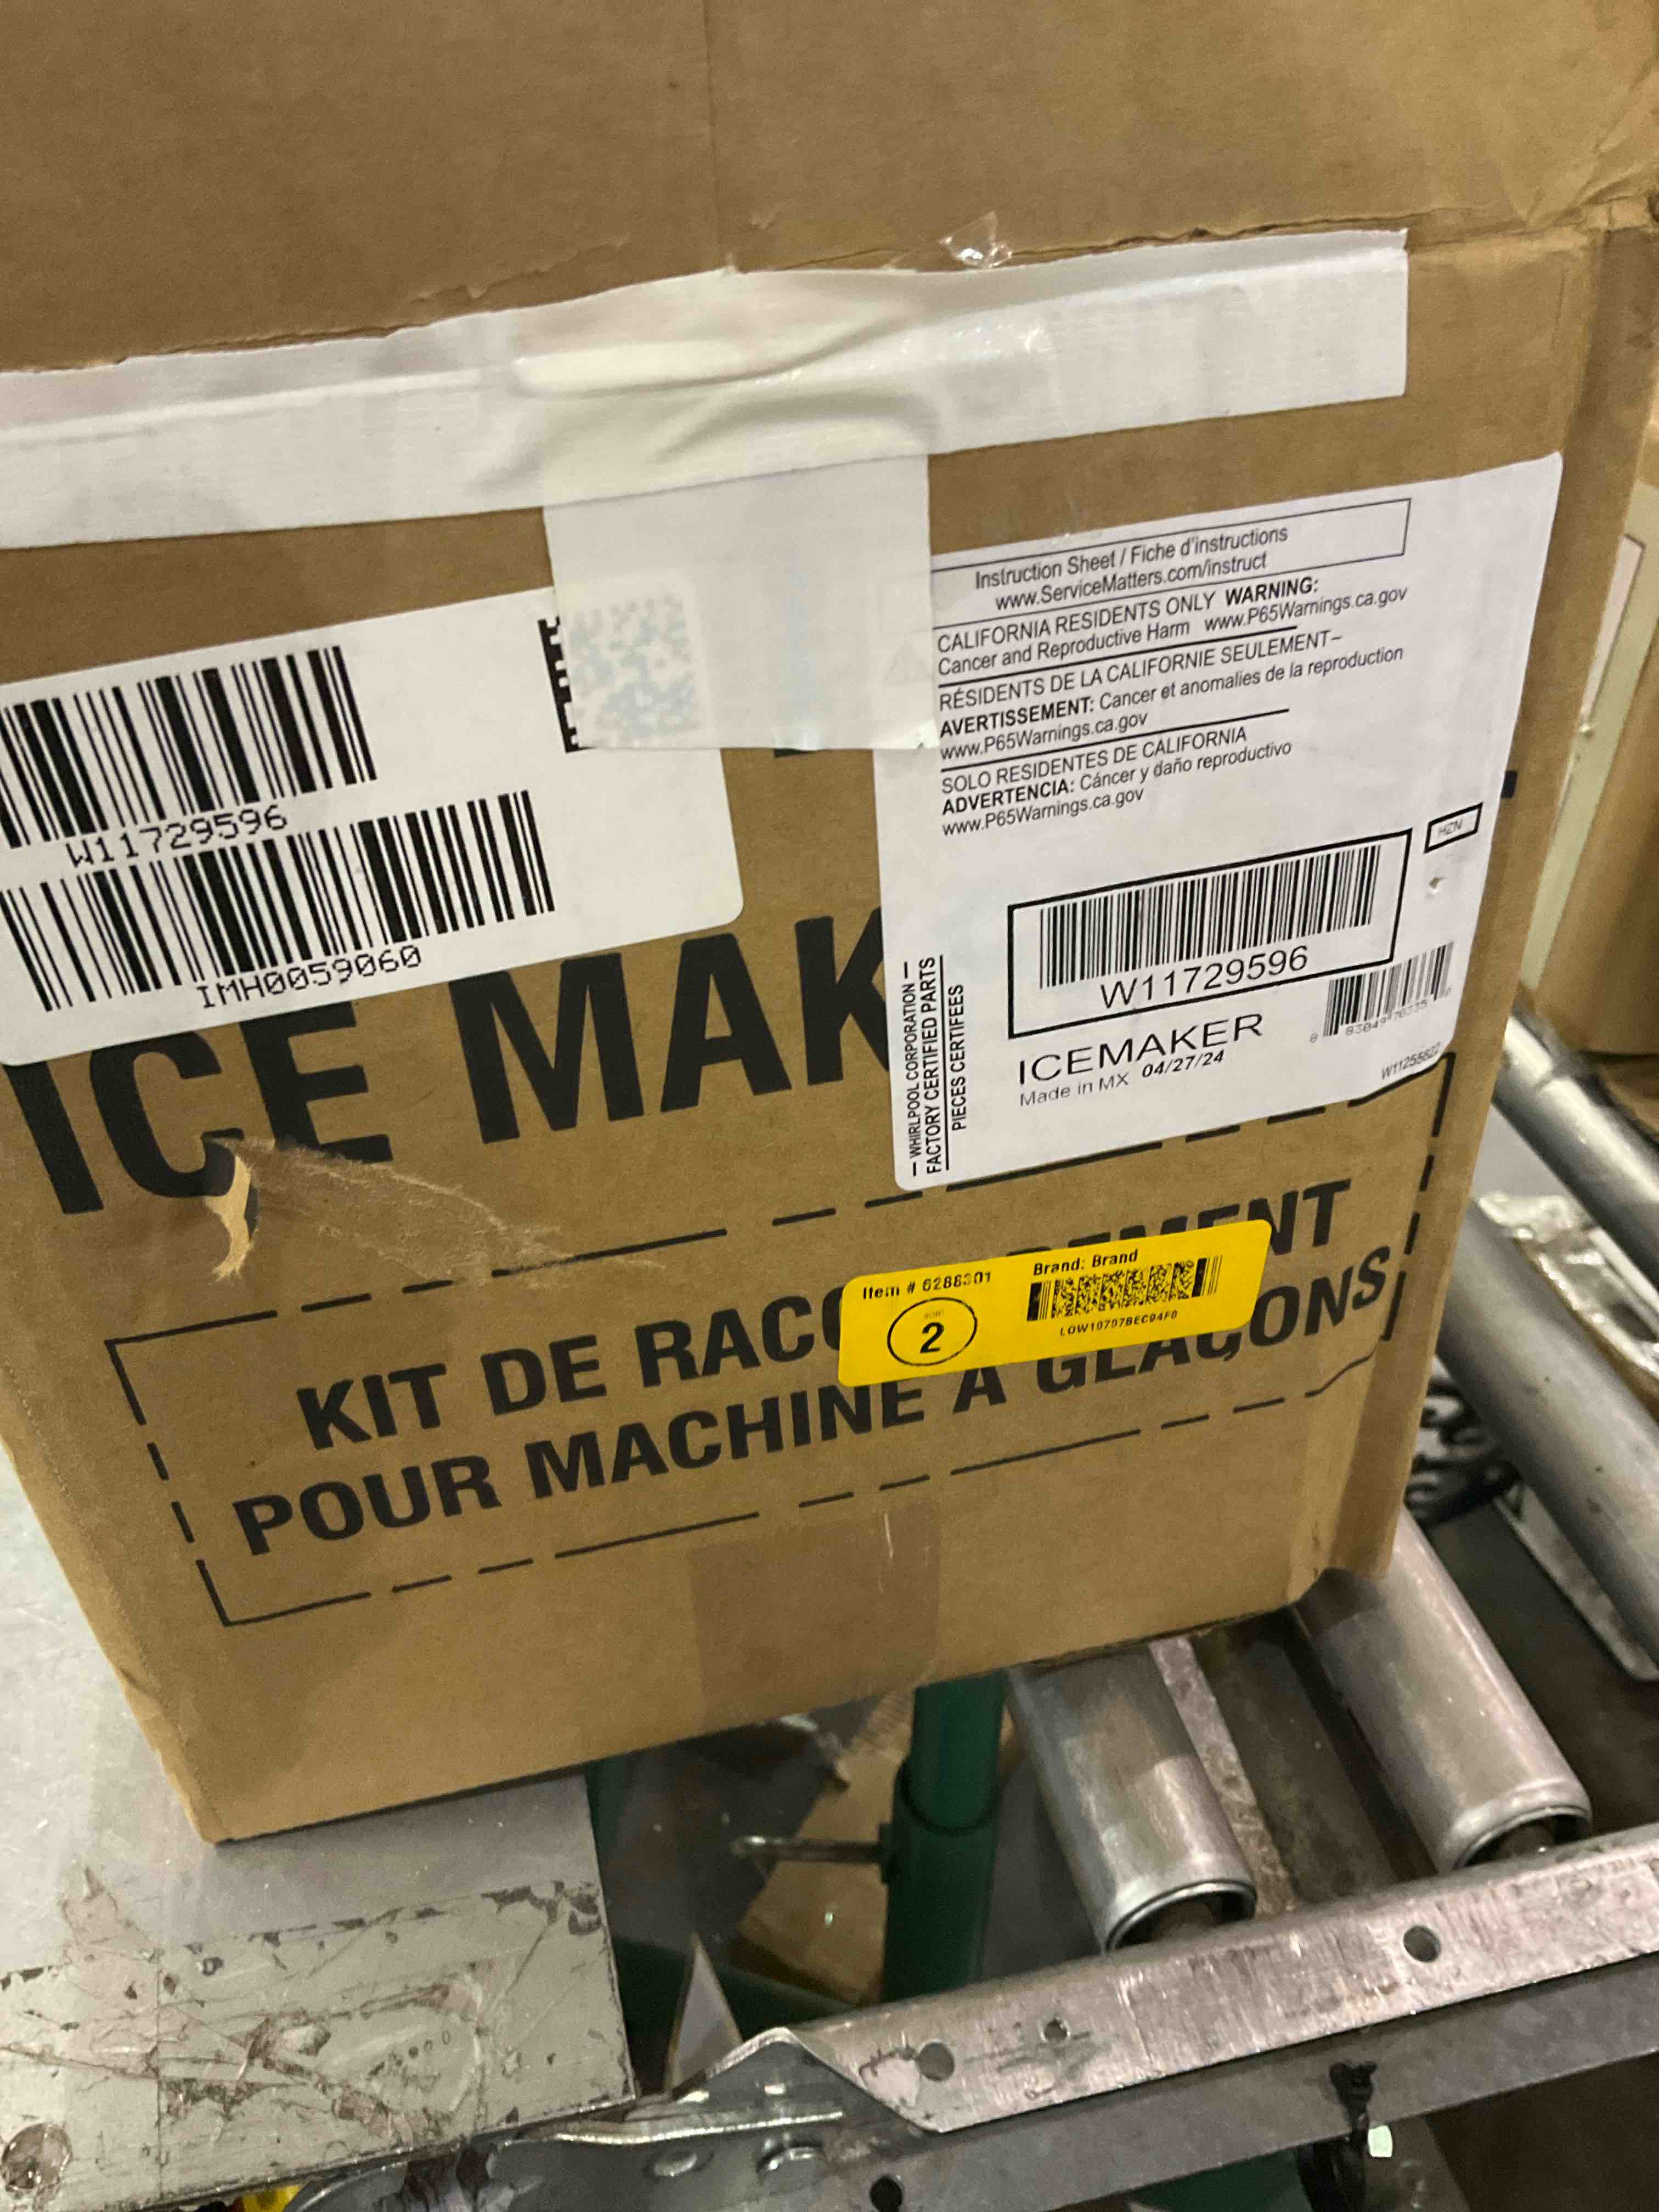 Instruction Sheet / Fiche d'instructions
www.ServiceMatters.com/instruct
CALIFORNIA RESIDENTS ONLY WARNING:
Cancer and Reproductive Harm www.P65Warnings.ca.gov
RÉSIDENTS DE LA CALIFORNIE SEULEMENT–
AVERTISSEMENT: Cancer et anomalies de la reproduction
www.P65Warnings.ca.gov
SOLO RESIDENTES DE CALIFORNIA
ADVERTENCIA: Cáncer y daño reproductivo
www.P65Warnings.ca.gov
HZN
W11729596
IMH0059060
W11729596
ICEMAKER
Made in MX 04/27/24
W11255822
— WHIRLPOOL CORPORATION —
FACTORY CERTIFIED PARTS
PIECES CERTIFEES
ICE MAK
Item # 6288301
Brand: Brand
2
KIT DE RACC EMENT
POUR MACHINE À GLAÇONS